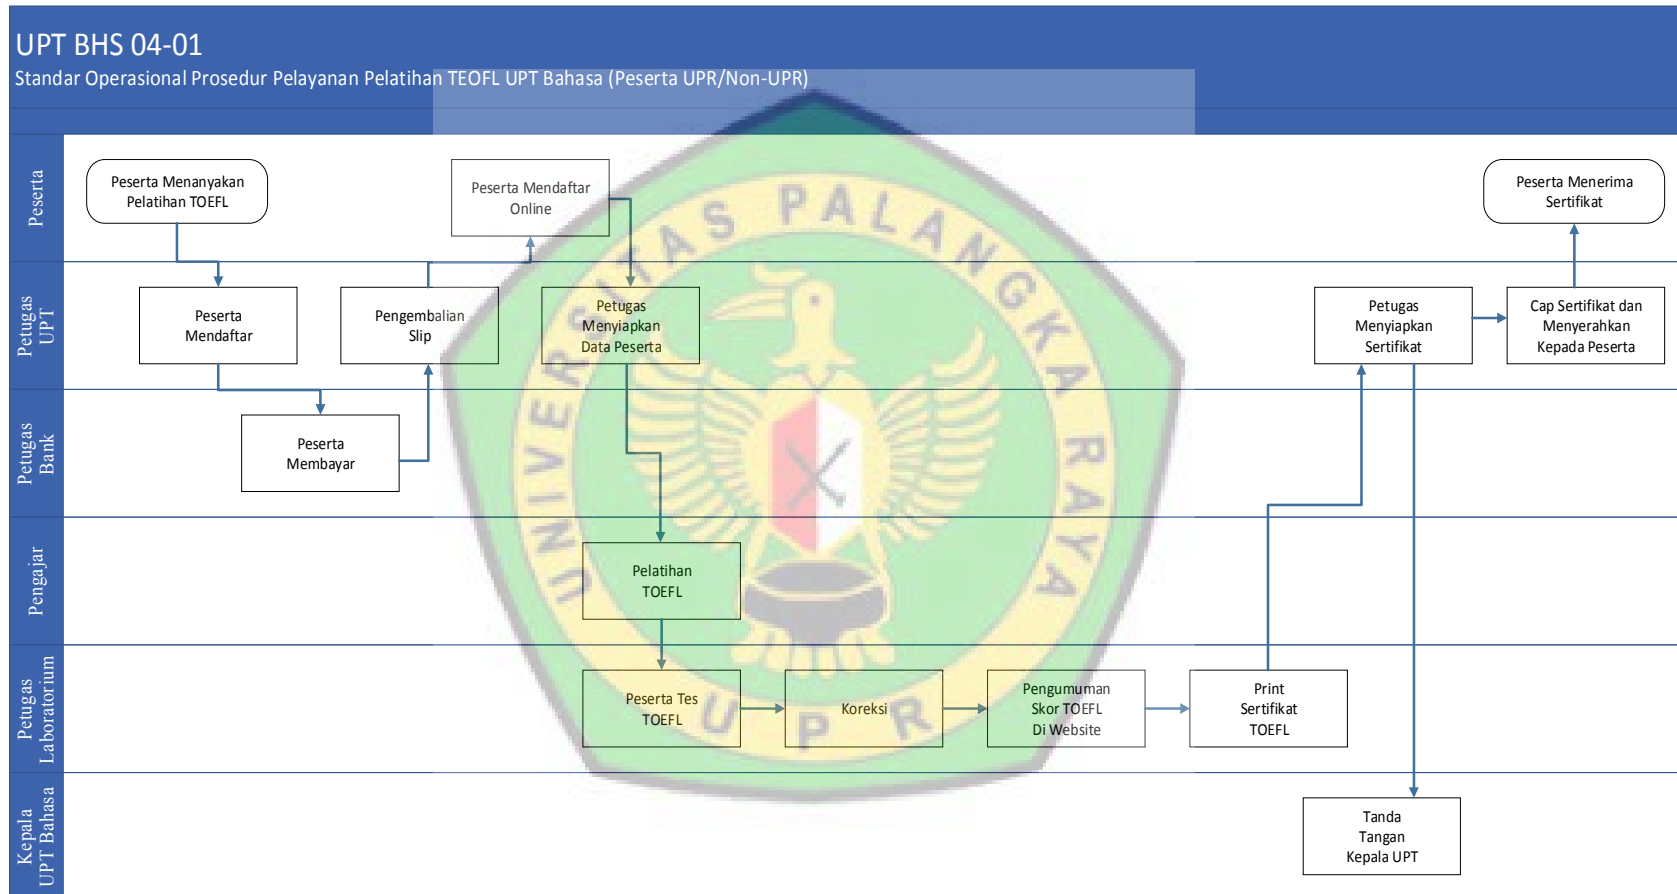 UPT BHS 04-01
Standar Operasional Prosedur Pelayanan Pelatihan TEOFL UPT Bahasa (Peserta UPR/Non-UPR)
Peserta
Peserta Menanyakan
Pelatihan TOEFL
Peserta Mendaftar
Online
Peserta Menerima
Sertifikat
Petugas
UPT
Peserta
Mendaftar
Pengembalian
Slip
Petugas
Menyiapkan
Data Peserta
Petugas
Menyiapkan
Sertifikat
Cap Sertifikat dan
Menyerahkan
Kepada Peserta
Petugas
Bank
Peserta
Membayar
Pengajar
Pelatihan
TOEFL
Petugas
Laboratorium
Peserta Tes
TOEFL
Koreksi
Pengumuman
Skor TOEFL
Di Website
Print
Sertifikat
TOEFL
Kepala
UPT Bahasa
Tanda
Tangan
Kepala UPT
UNIVERSITAS PALANGKA RAYA
UPR